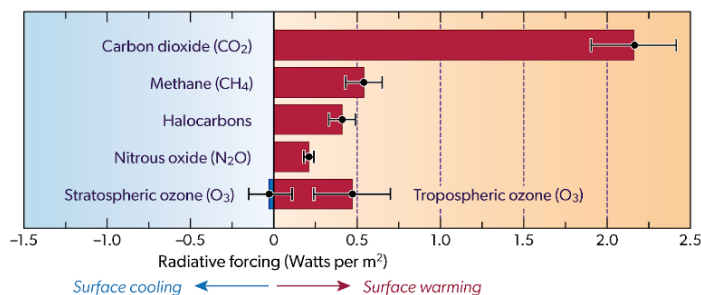 Carbon dioxide (CO2)
Methane (CH4)
Halocarbons
Nitrous oxide (N2O)
Stratospheric ozone (O3) Tropospheric ozone (O3)
–1.5 –1.0 –0.5 0 0.5 1.0 1.5 2.0 2.5
Radiative forcing (Watts per m²)
Surface cooling Surface warming